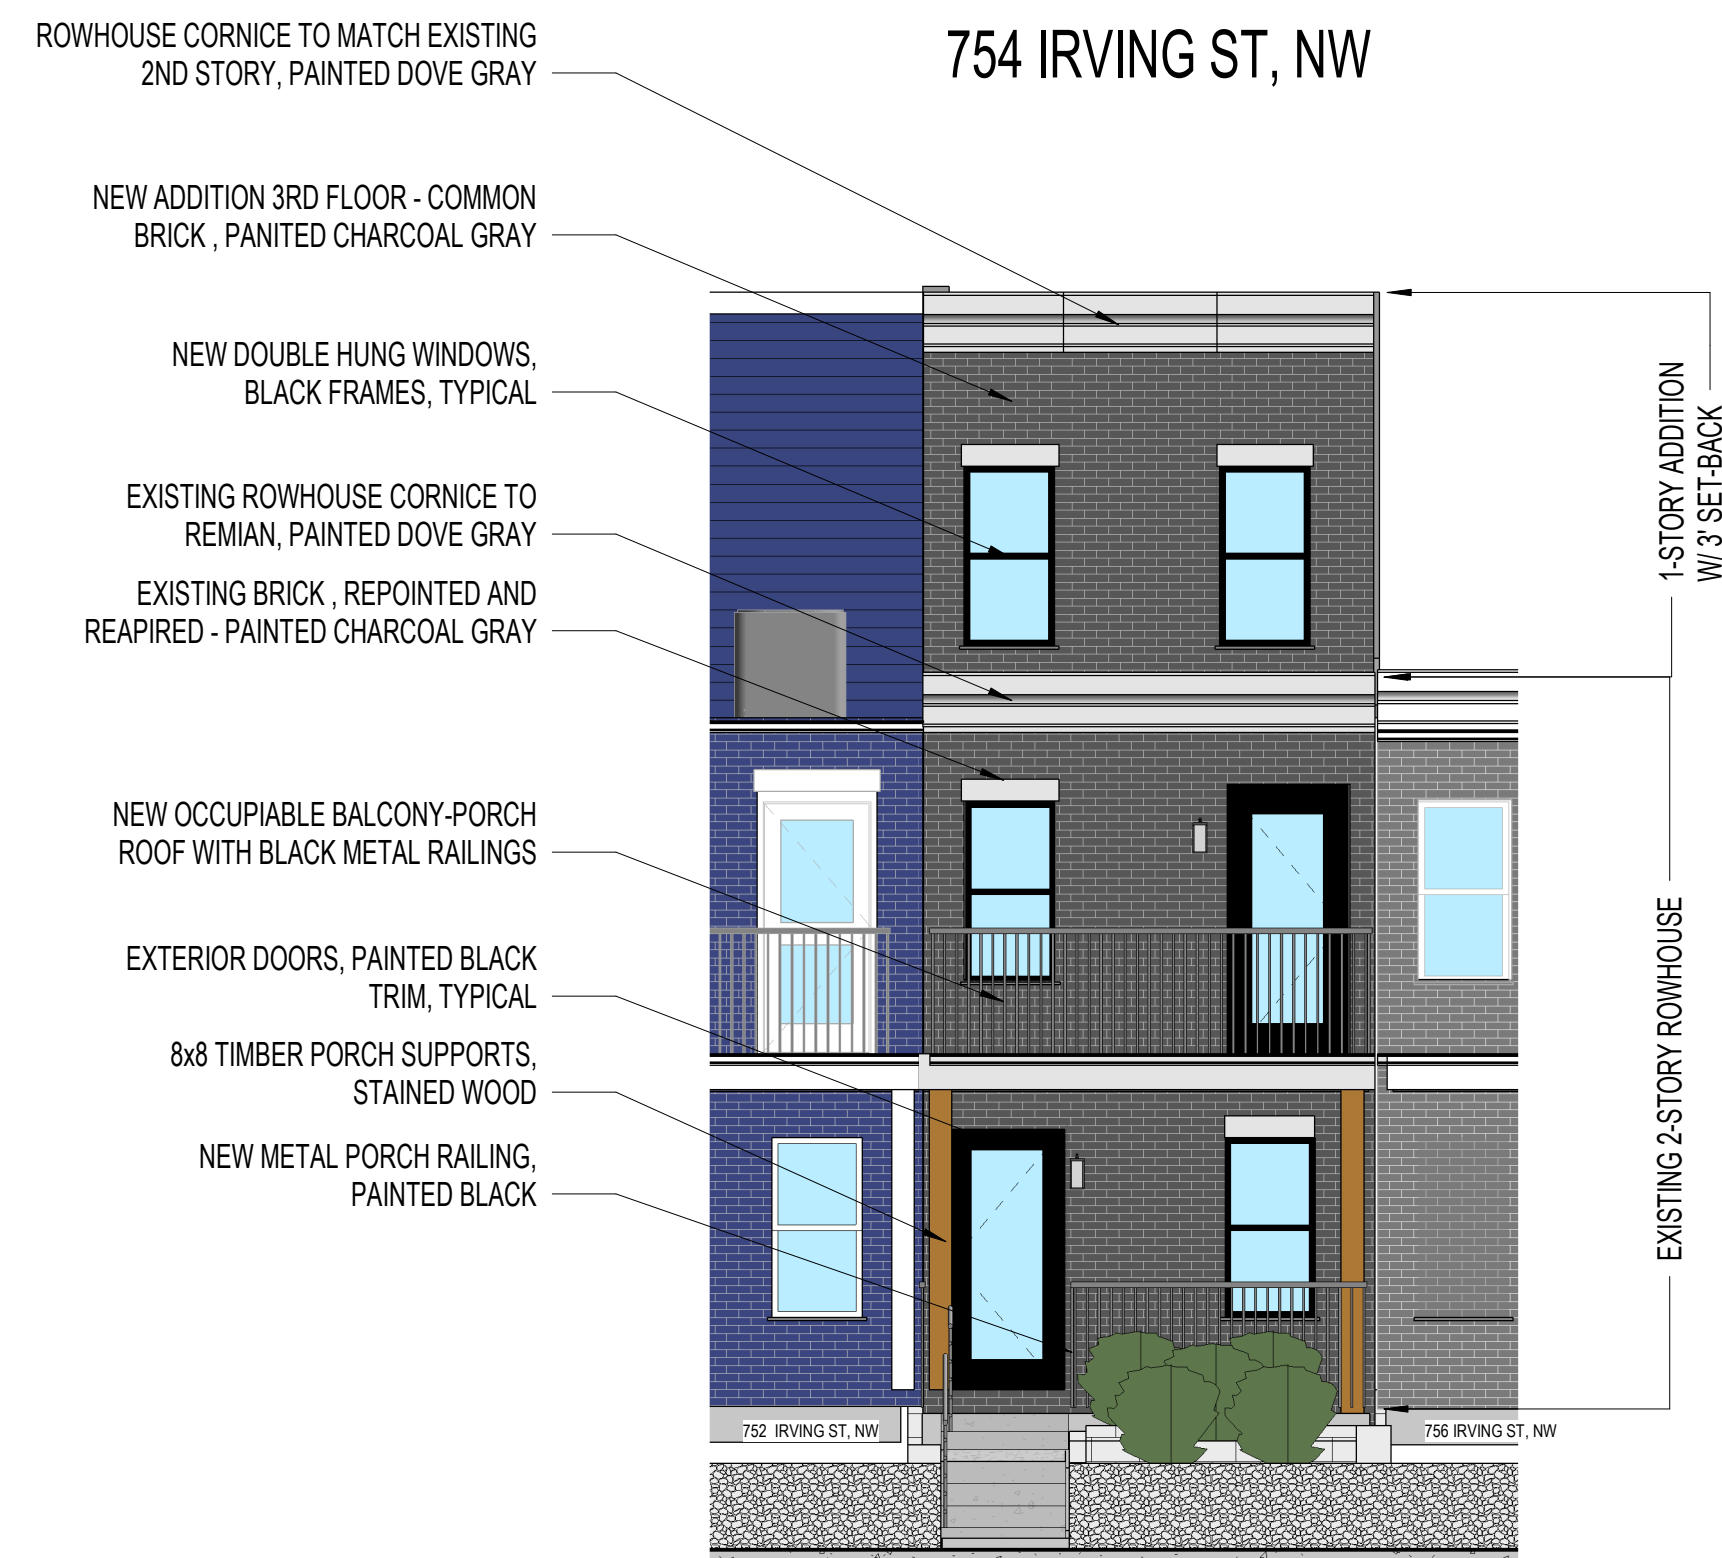 754 IRVING ST, NW
ROWHOUSE CORNICE TO MATCH EXISTING
2ND STORY, PAINTED DOVE GRAY
NEW ADDITION 3RD FLOOR - COMMON
BRICK , PANITED CHARCOAL GRAY
NEW DOUBLE HUNG WINDOWS,
BLACK FRAMES, TYPICAL
EXISTING ROWHOUSE CORNICE TO
REMIAN, PAINTED DOVE GRAY
EXISTING BRICK , REPOINTED AND
REAPIRED - PAINTED CHARCOAL GRAY
NEW OCCUPIABLE BALCONY-PORCH
ROOF WITH BLACK METAL RAILINGS
EXTERIOR DOORS, PAINTED BLACK
TRIM, TYPICAL
8x8 TIMBER PORCH SUPPORTS,
STAINED WOOD
NEW METAL PORCH RAILING,
PAINTED BLACK
1-STORY ADDITION
W/ 3' SET-BACK
EXISTING 2-STORY ROWHOUSE
752 IRVING ST, NW
756 IRVING ST, NW